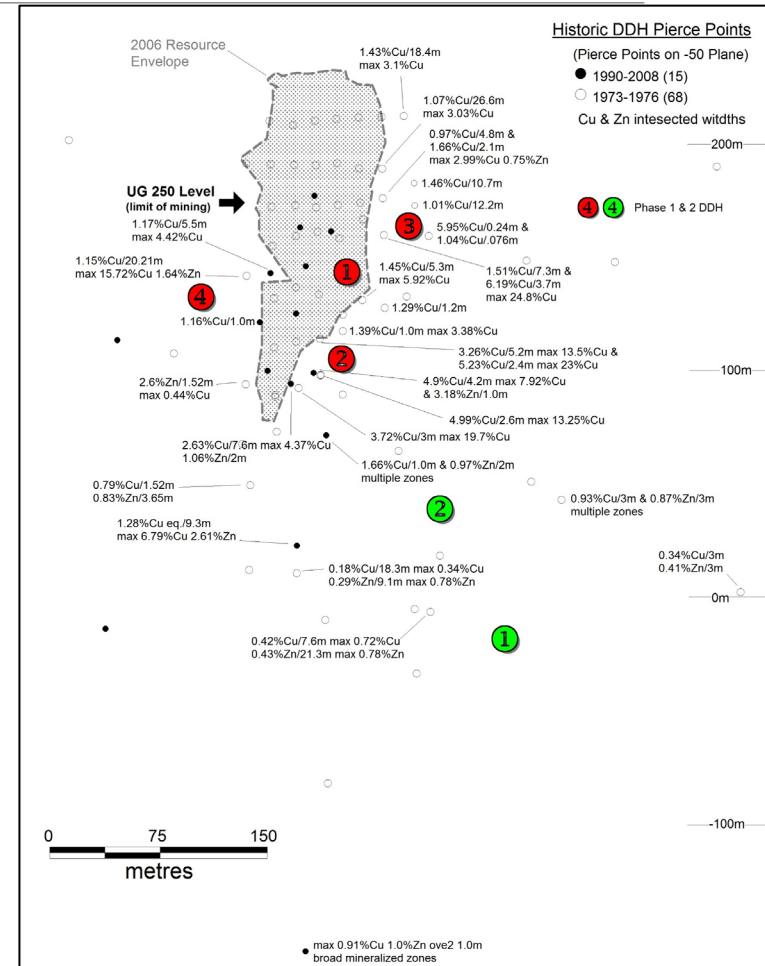 Historic DDH Pierce Points
(Pierce Points on -50 Plane)
1990-2008 (15)
1973-1976 (68)
Cu & Zn intesected witdths
2006 Resource
Envelope
1.43%Cu/18.4m
max 3.1%Cu
1.07%Cu/26.6m
max 3.03%Cu
0.97%Cu/4.8m &
1.66%Cu/2.1m
max 2.99%Cu 0.75%Zn
200m
1.46%Cu/10.7m
1.01%Cu/12.2m
UG 250 Level
(limit of mining)
4 4 Phase 1 & 2 DDH
3
5.95%Cu/0.24m &
1.04%Cu/.076m
1.17%Cu/5.5m
max 4.42%Cu
1.15%Cu/20.21m
max 15.72%Cu 1.64%Zn
1
1.45%Cu/5.3m
max 5.92%Cu
1.51%Cu/7.3m &
6.19%Cu/3.7m
max 24.8%Cu
4
1.29%Cu/1.2m
1.16%Cu/1.0m
1.39%Cu/1.0m max 3.38%Cu
2
3.26%Cu/5.2m max 13.5%Cu &
5.23%Cu/2.4m max 23%Cu
100m
2.6%Zn/1.52m
max 0.44%Cu
4.9%Cu/4.2m max 7.92%Cu
& 3.18%Zn/1.0m
4.99%Cu/2.6m max 13.25%Cu
3.72%Cu/3m max 19.7%Cu
2.63%Cu/7.6m max 4.37%Cu
1.06%Zn/2m
1.66%Cu/1.0m & 0.97%Zn/2m
multiple zones
0.79%Cu/1.52m
0.83%Zn/3.65m
0.93%Cu/3m & 0.87%Zn/3m
multiple zones
2
1.28%Cu eq./9.3m
max 6.79%Cu 2.61%Zn
0.18%Cu/18.3m max 0.34%Cu
0.29%Zn/9.1m max 0.78%Zn
0.34%Cu/3m
0.41%Zn/3m
0m
0.42%Cu/7.6m max 0.72%Cu
0.43%Zn/21.3m max 0.78%Zn
1
-100m
0 75 150
metres
max 0.91%Cu 1.0%Zn ove2 1.0m
broad mineralized zones